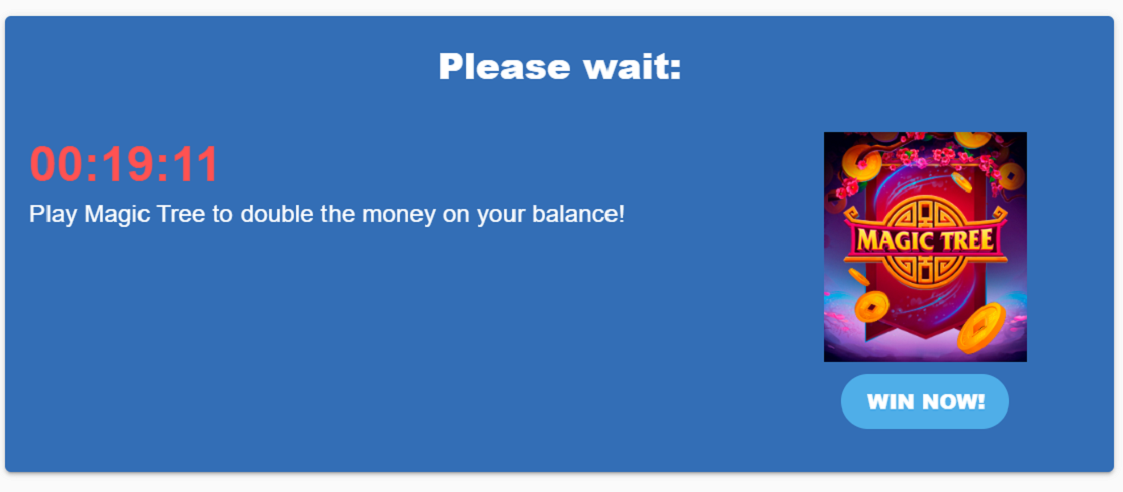 Please wait:
00:19:11
Play Magic Tree to double the money on your balance!
MAGIC TREE
WIN NOW!